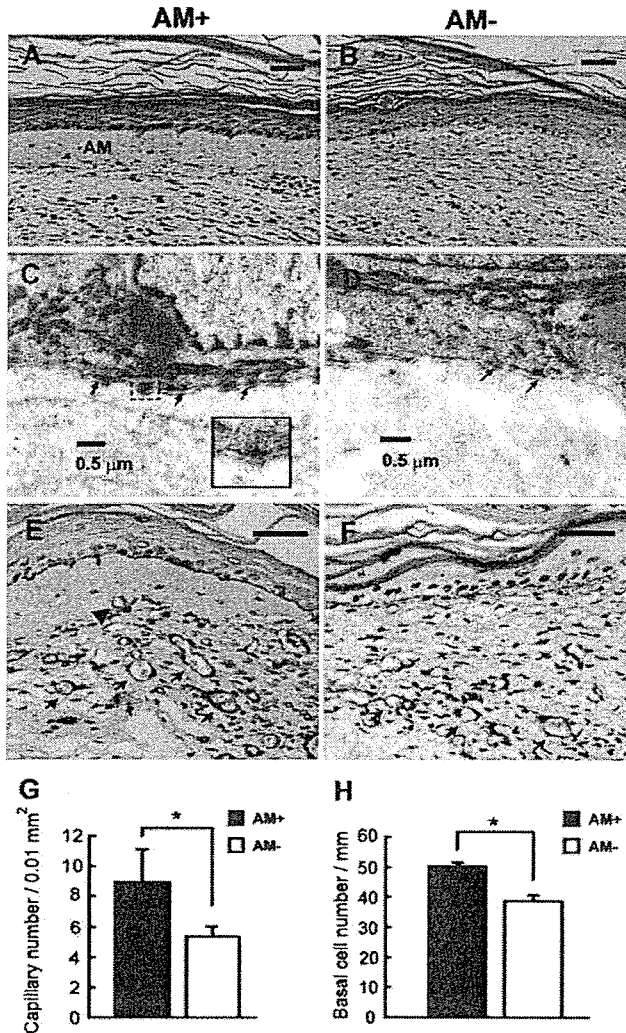 AM+ AM-
A B
AM
C D
0.5 µm 0.5 µm
E F
G H
Capillary number / 0.01 mm²
12
10
8
6
4
2
0
*
AM+
AM-
Basal cell number / mm
60
50
40
30
20
10
0
*
AM+
AM-